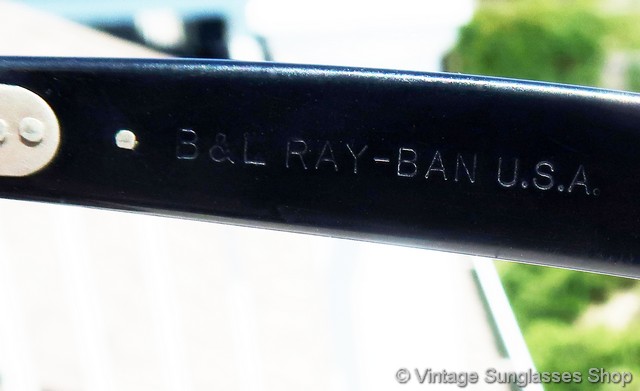 B&L RAY-BAN U.S.A.
© Vintage Sunglasses Shop